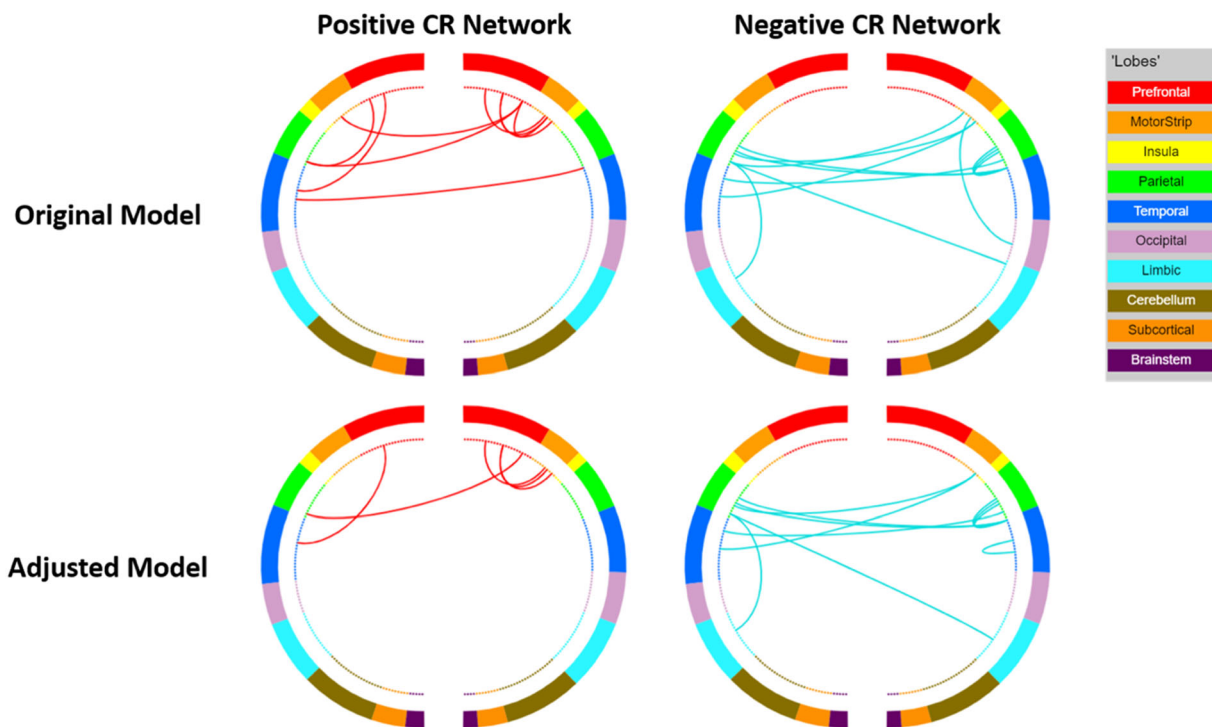 Positive CR Network
Negative CR Network
'Lobes'
Prefrontal
MotorStrip
Insula
Parietal
Temporal
Occipital
Limbic
Cerebellum
Subcortical
Brainstem
Original Model
Adjusted Model